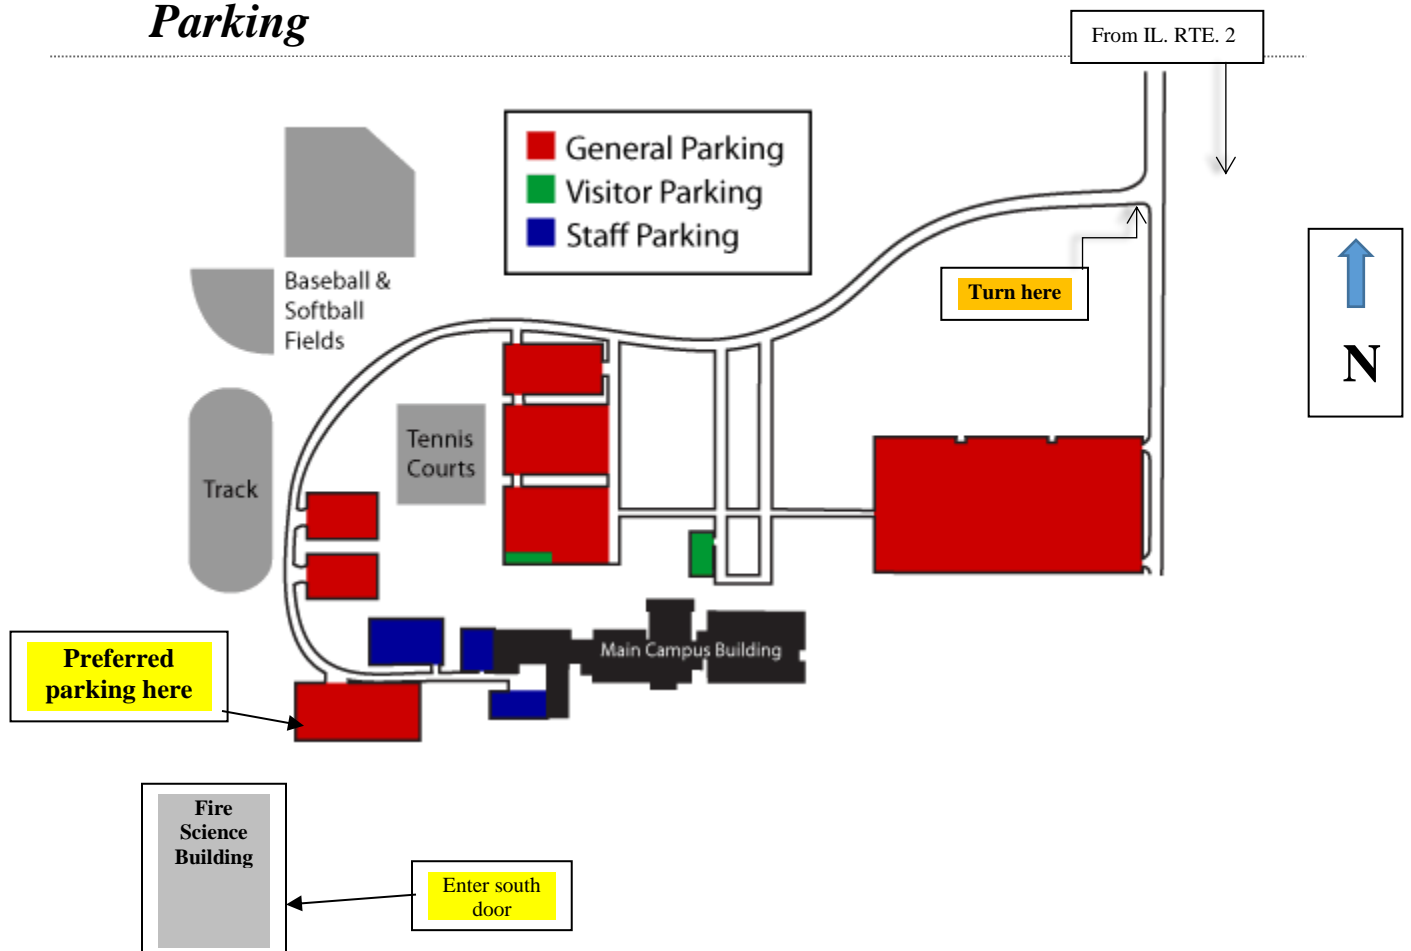 Parking
From IL. RTE. 2
General Parking
Visitor Parking
Staff Parking
Baseball &
Softball
Fields
Turn here
N
Tennis
Courts
Track
Main Campus Building
Preferred
parking here
Fire
Science
Building
Enter south
door